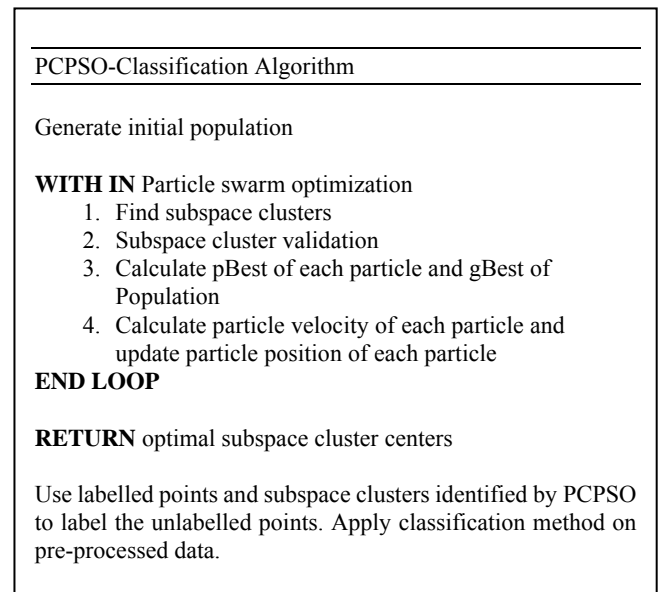 PCPSO-Classification Algorithm
Generate initial population
WITH IN Particle swarm optimization
1. Find subspace clusters
2. Subspace cluster validation
3. Calculate pBest of each particle and gBest of
Population
4. Calculate particle velocity of each particle and
update particle position of each particle
END LOOP
RETURN optimal subspace cluster centers
Use labelled points and subspace clusters identified by PCPSO
to label the unlabelled points. Apply classification method on
pre-processed data.